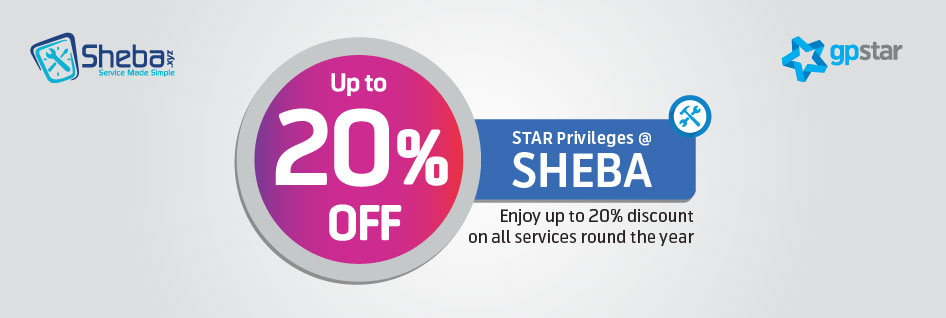 Sheba.xyz
Service Made Simple
gpstar
Up to
20%
OFF
STAR Privileges @
SHEBA
Enjoy up to 20% discount
on all services round the year